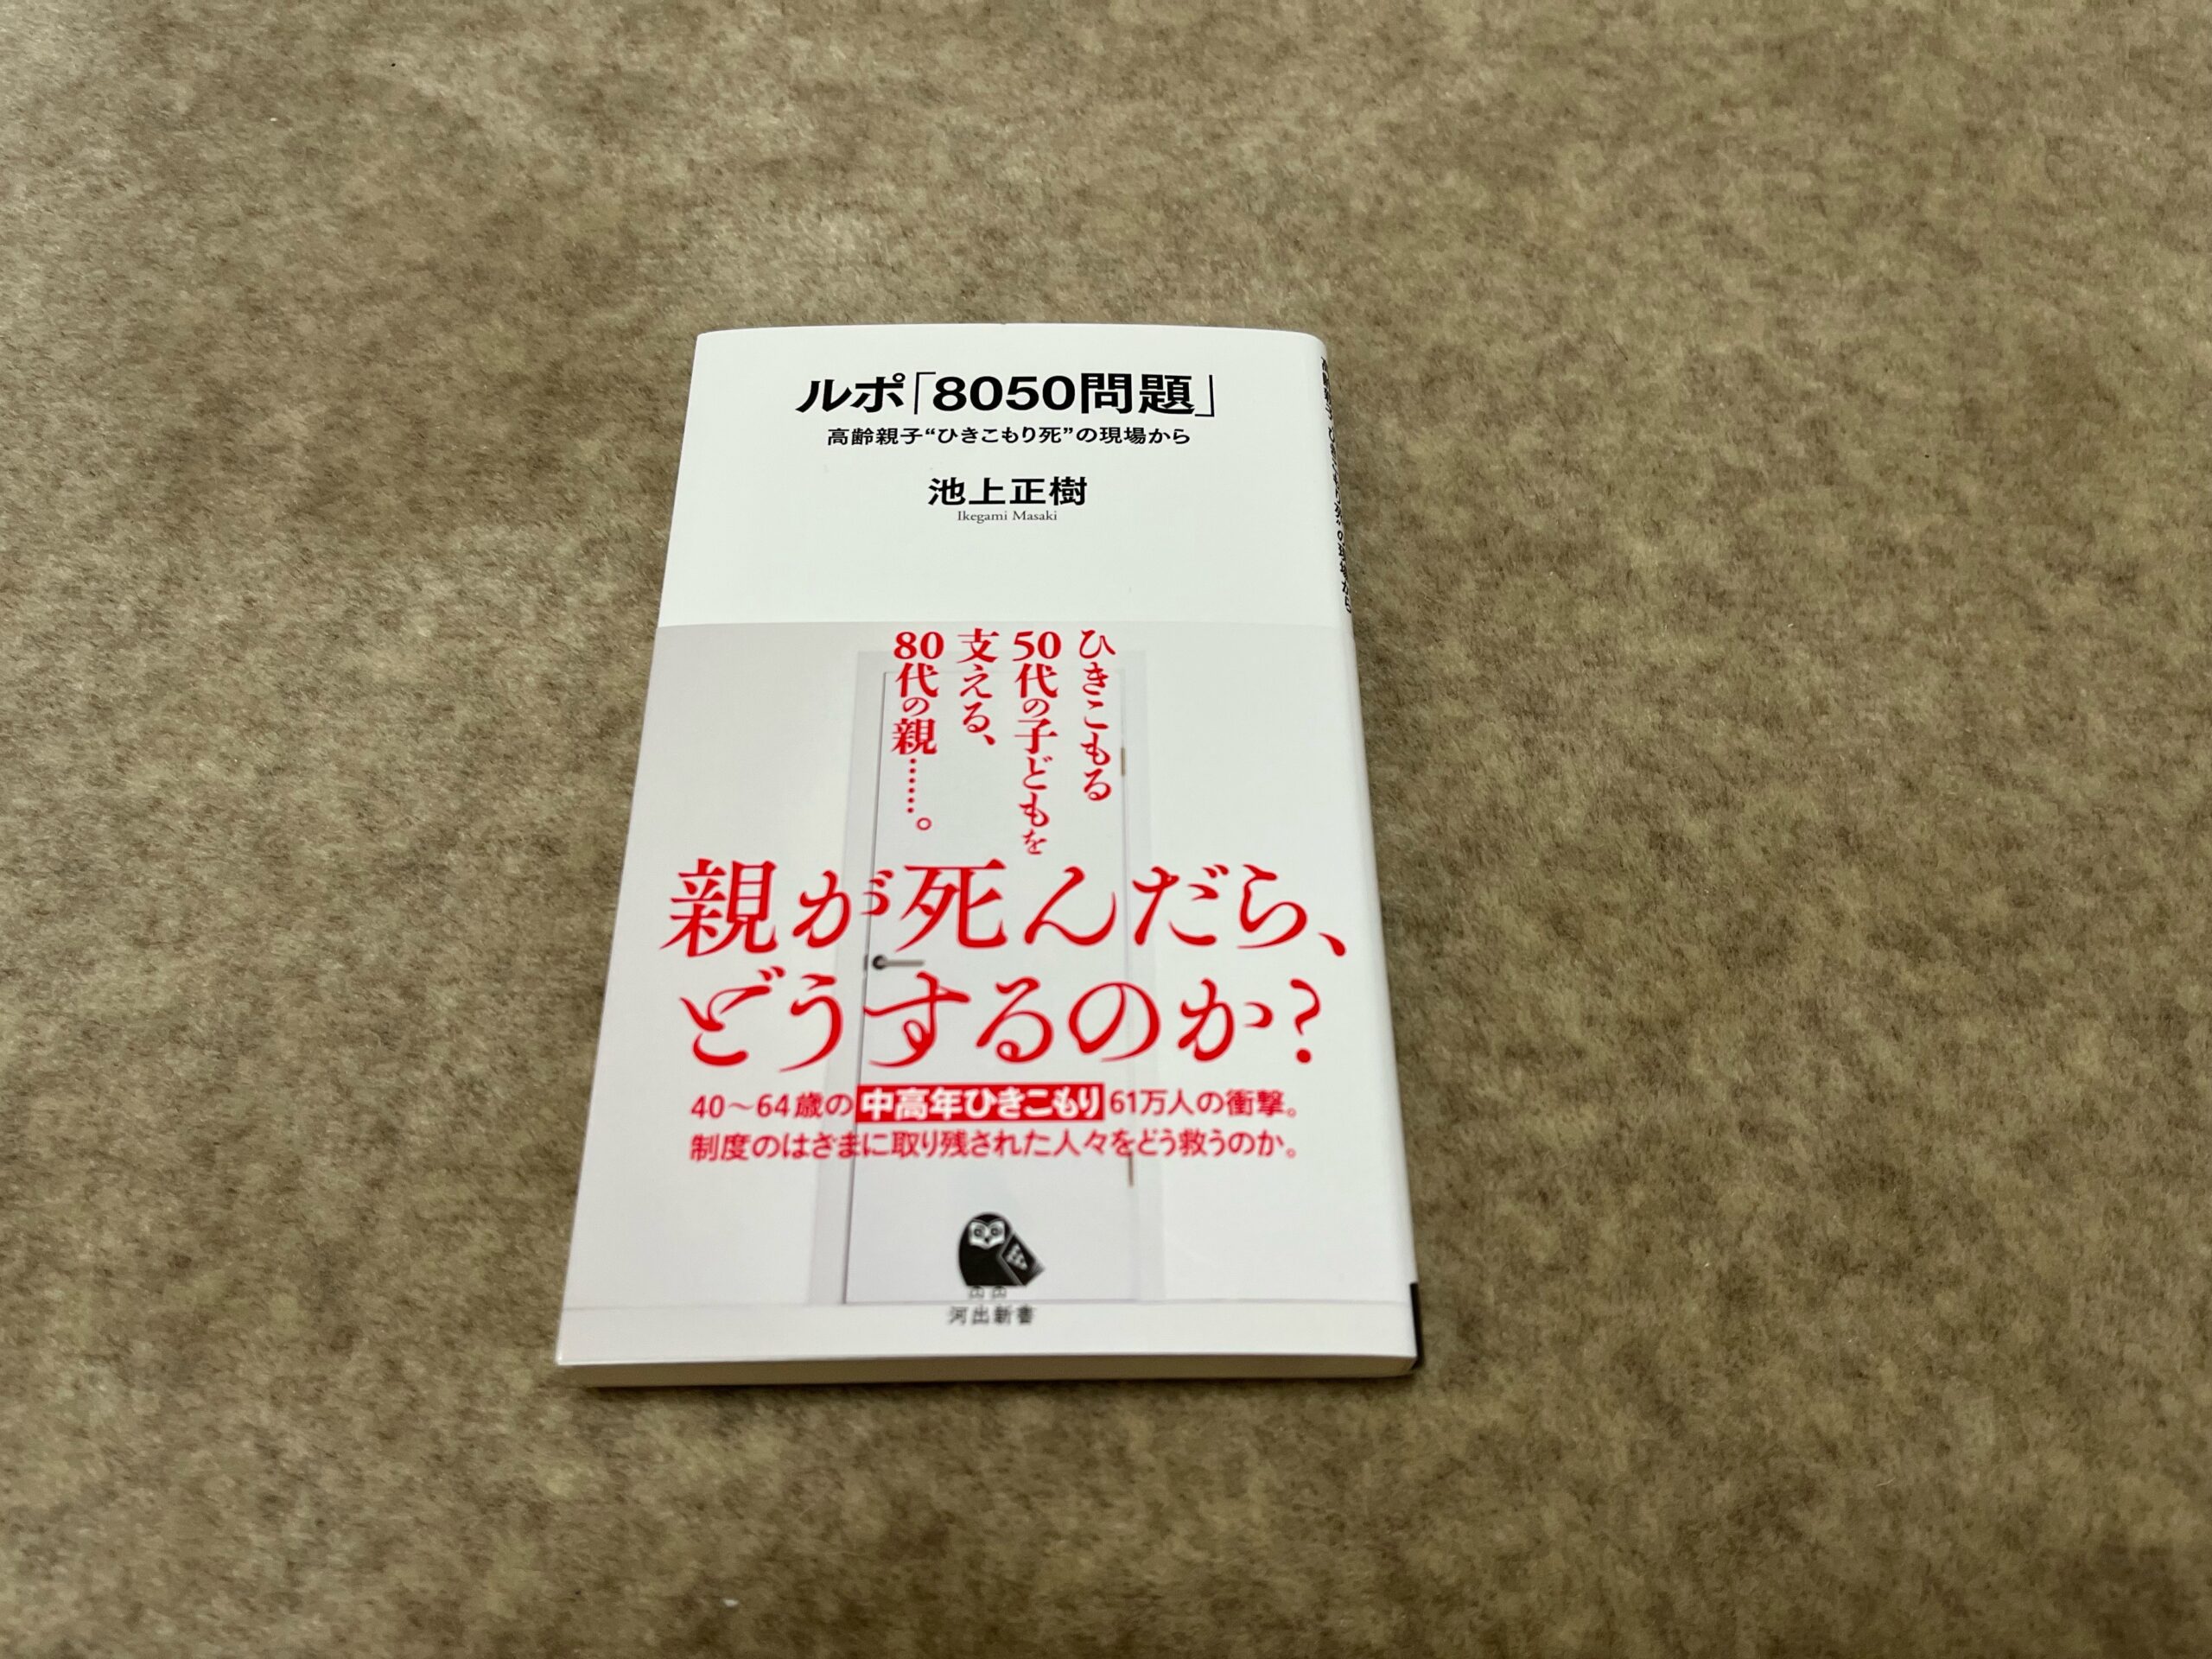 ルポ「8050問題」
高齢親子“ひきこもり死”の現場から
池上正樹
Ikegami Masaki
ひきこもる
50代の子どもを
支える、
80代の親……。
親が死んだら、
どうするのか?
40〜64歳の中高年ひきこもり61万人の衝撃。
制度のはざまに取り残された人々をどう救うのか。
河出新書